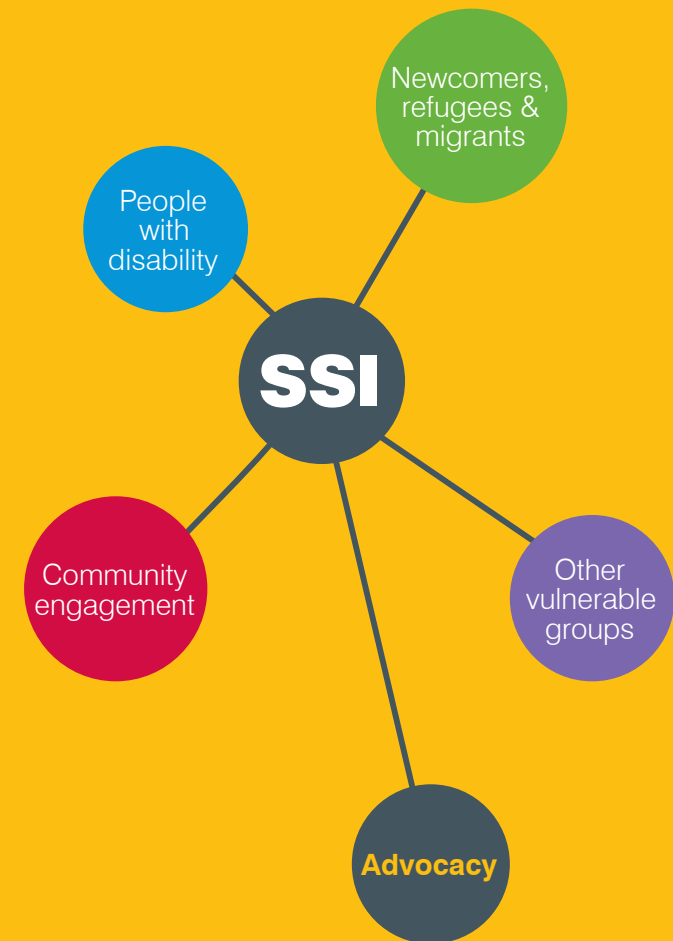 Newcomers,
refugees &
migrants
People
with
disability
SSI
Community
engagement
Other
vulnerable
groups
Advocacy